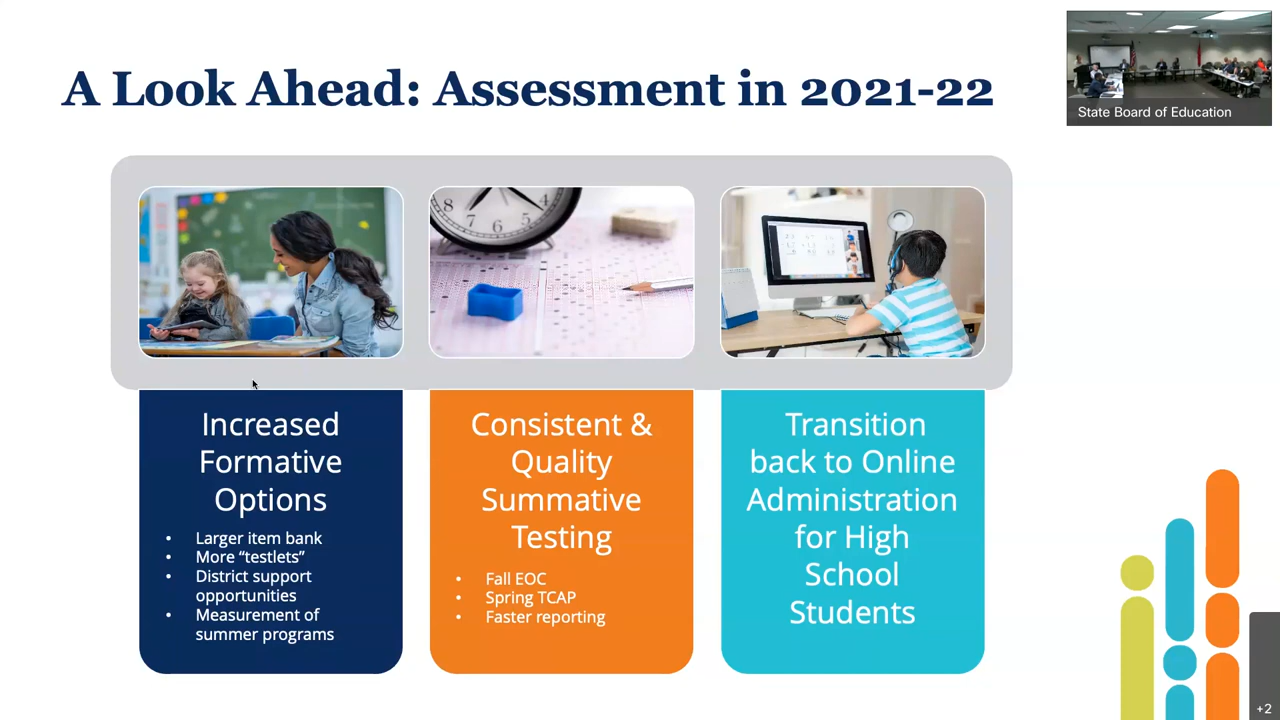 A Look Ahead: Assessment in 2021-22
State Board of Education
Increased
Formative
Options
• Larger item bank
• More “testlets”
• District support
opportunities
• Measurement of
summer programs
Consistent &
Quality
Summative
Testing
• Fall EOC
• Spring TCAP
• Faster reporting
Transition
back to Online
Administration
for High
School
Students
+2